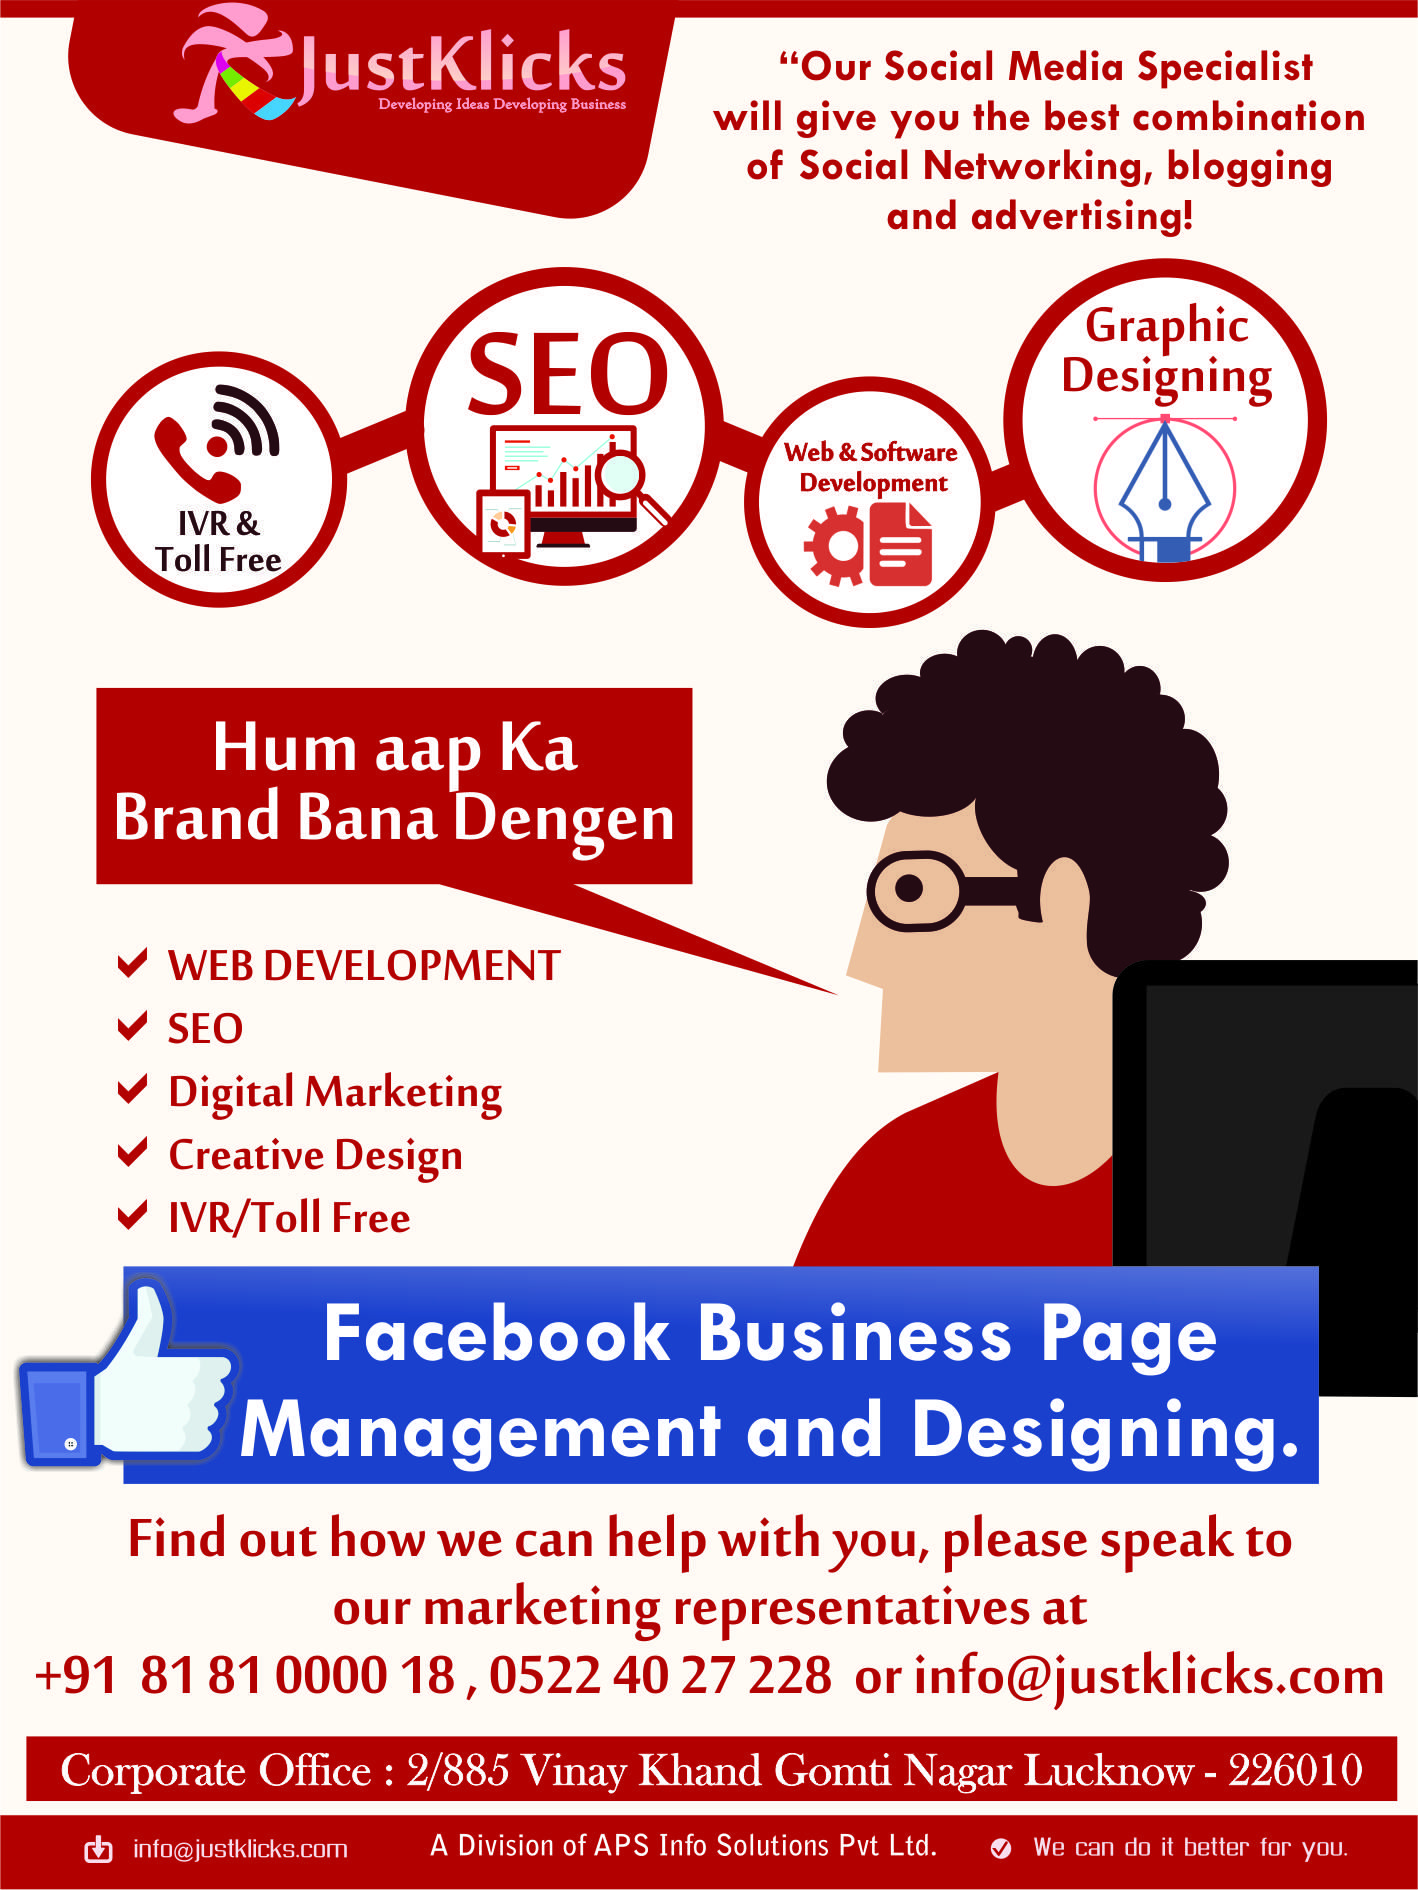 JustKlicks
Developing Ideas Developing Business
“Our Social Media Specialist
will give you the best combination
of Social Networking, blogging
and advertising!
IVR &
Toll Free
SEO
Web & Software
Development
Graphic
Designing
Hum aap Ka
Brand Bana Dengen
WEB DEVELOPMENT
SEO
Digital Marketing
Creative Design
IVR/Toll Free
Facebook Business Page
Management and Designing.
Find out how we can help with you, please speak to
our marketing representatives at
+91 81 81 0000 18 , 0522 40 27 228 or info@justklicks.com
Corporate Office : 2/885 Vinay Khand Gomti Nagar Lucknow - 226010
info@justklicks.com
A Division of APS Info Solutions Pvt Ltd.
We can do it better for you.